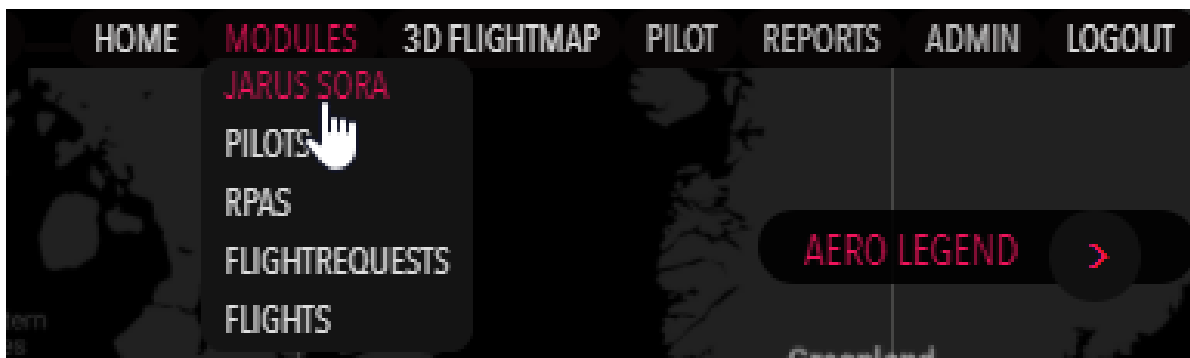 HOME MODULES 3D FLIGHTMAP PILOT REPORTS ADMIN LOGOUT
JARUS SORA
PILOTS
RPAS
FLIGHTREQUESTS
FLIGHTS
AERO LEGEND >